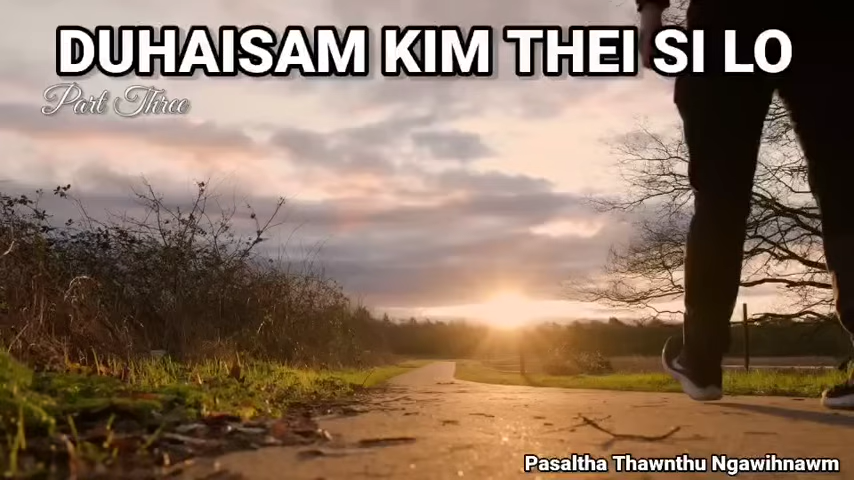 DUHAISAM KIM THEI SI LO
Part Three
Pasaltha Thawnthu Ngawihnawm